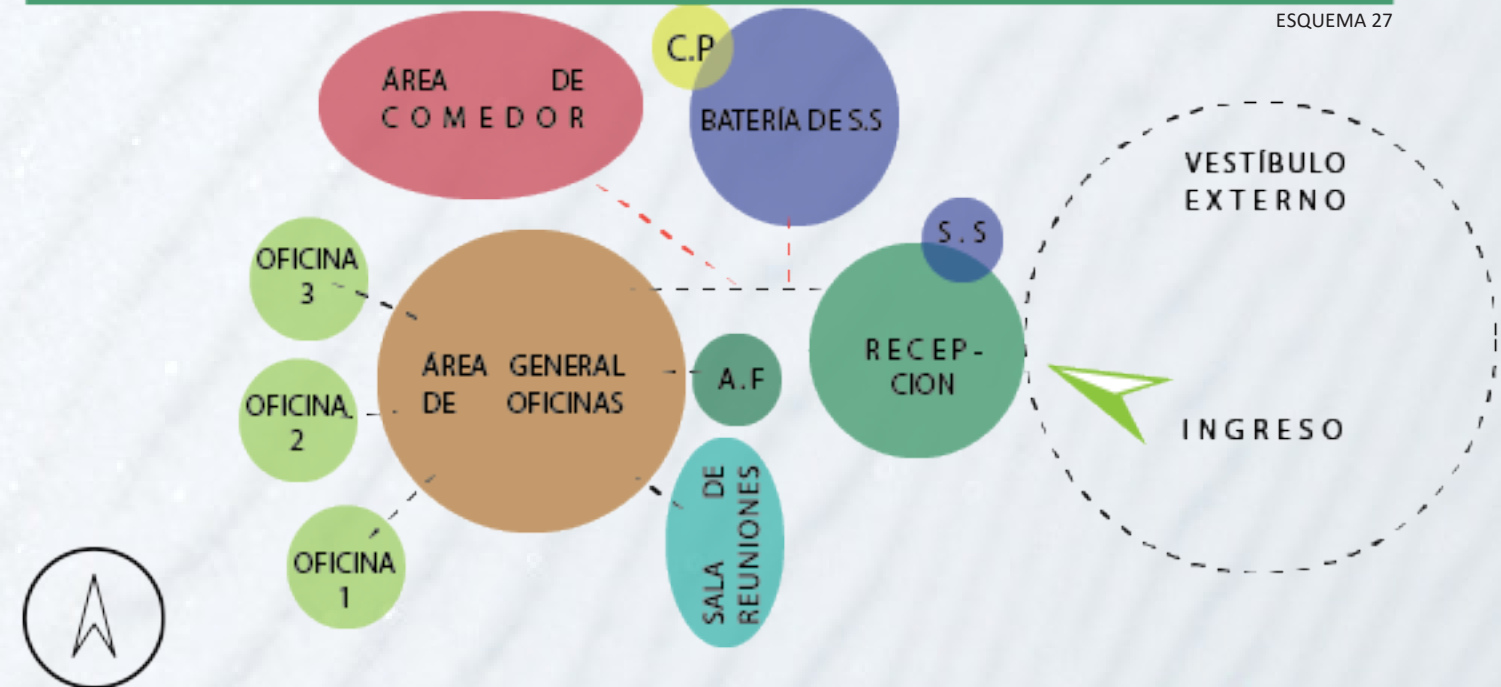 ESQUEMA 27
C.P
ÁREA DE
COMEDOR
BATERÍA DE S.S
VESTÍBULO
EXTERNO
S.S
OFICINA
3
RECEP-
CION
ÁREA GENERAL
DE OFICINAS
A.F
OFICINA
2
INGRESO
SALA DE
REUNIONES
OFICINA
1